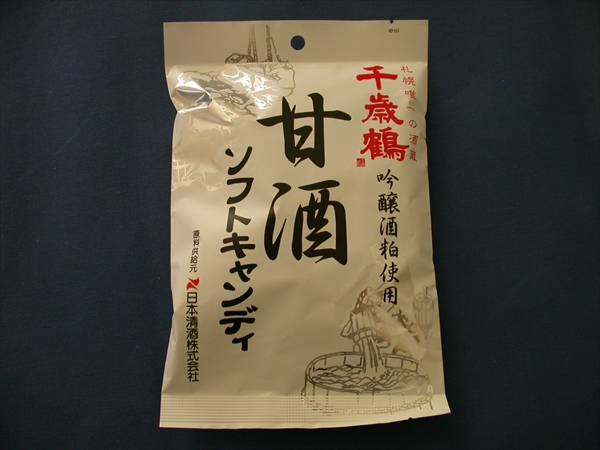 札幌唯一の酒蔵
千歳鶴
吟醸酒粕使用
甘酒
ソフトキャンディ
原料供給元
日本清酒株式会社